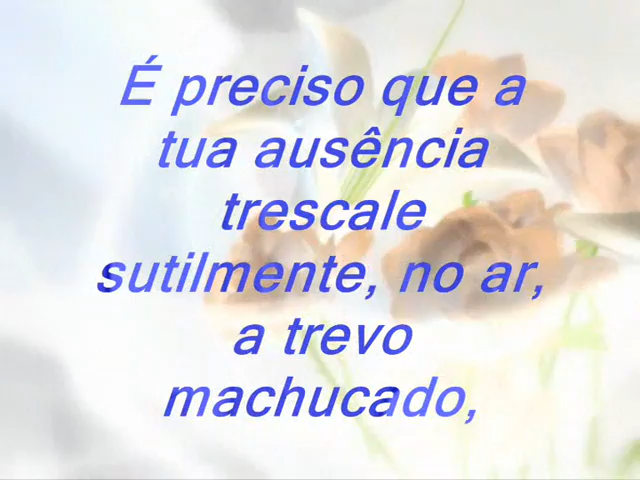 É preciso que a
tua ausência
trescale
sutilmente, no ar,
a trevo
machucado,